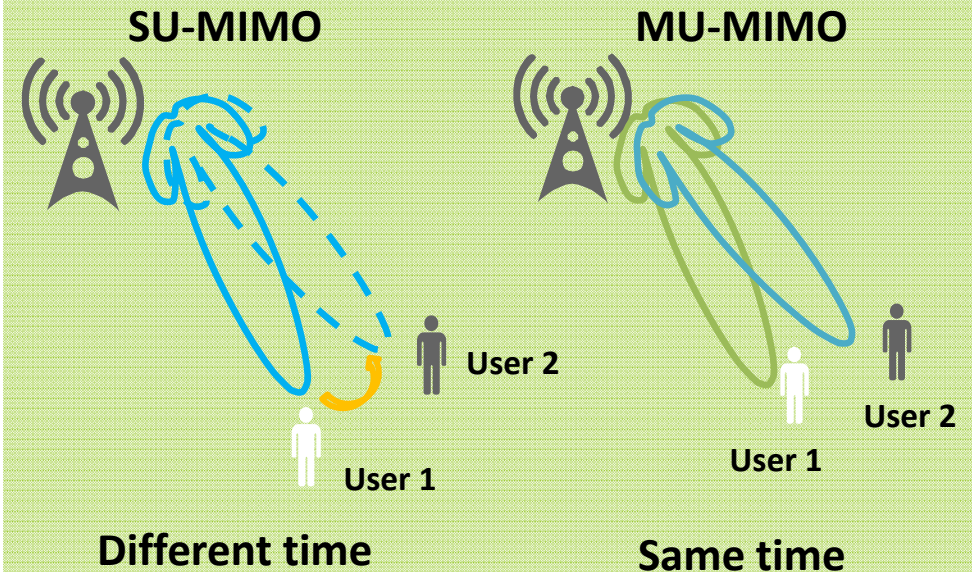 SU-MIMO
MU-MIMO
User 2
User 1
User 2
User 1
Different time
Same time